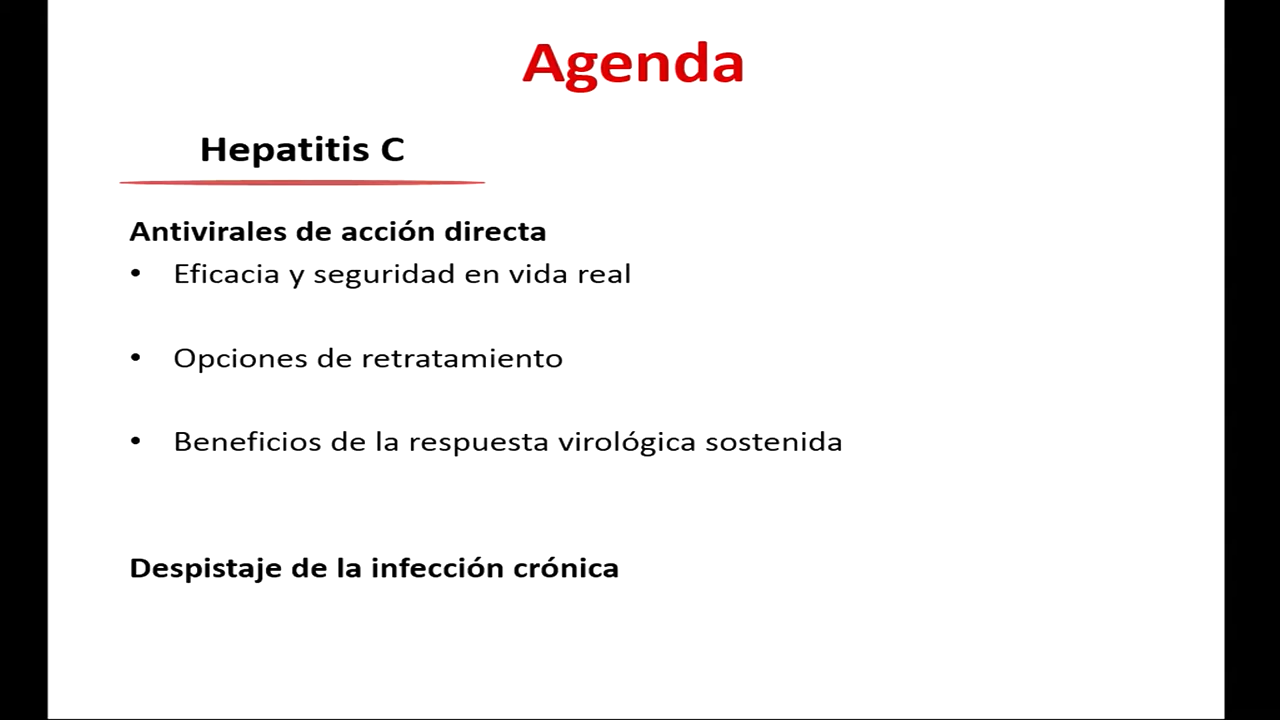 Agenda
Hepatitis C
Antivirales de acción directa
• Eficacia y seguridad en vida real
• Opciones de retratamiento
• Beneficios de la respuesta virológica sostenida
Despistaje de la infección crónica